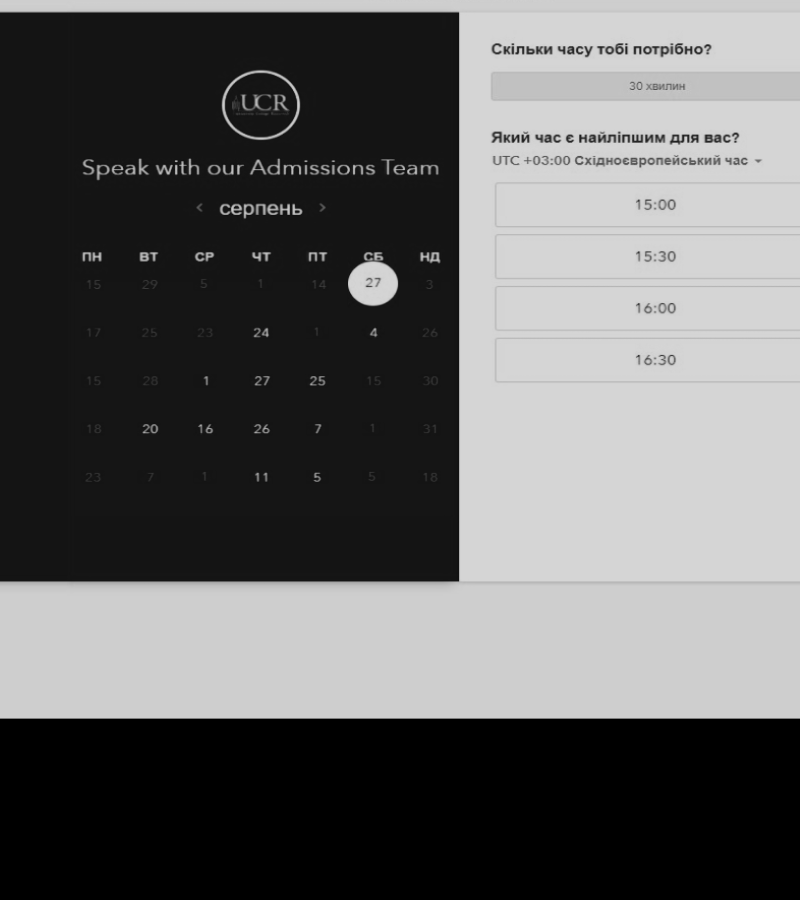 UCR
Speak with our Admissions Team
< серпень >
ПН ВТ СР ЧТ ПТ СБ НД
15 29 5 1 14 27 3
17 25 23 24 1 4 26
15 28 1 27 25 15 30
18 20 16 26 7 1 31
23 7 1 11 5 5 18
Скільки часу тобі потрібно?
30 хвилин
Який час є найліпшим для вас?
UTC +03:00 Східноєвропейський час
15:00
15:30
16:00
16:30